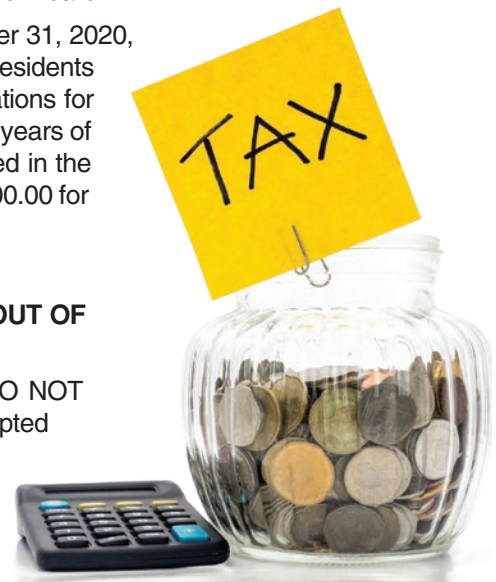 er 31, 2020,
esidents
ations for
years of
ed in the
00.00 for
OUT OF
O NOT
pted
TAX